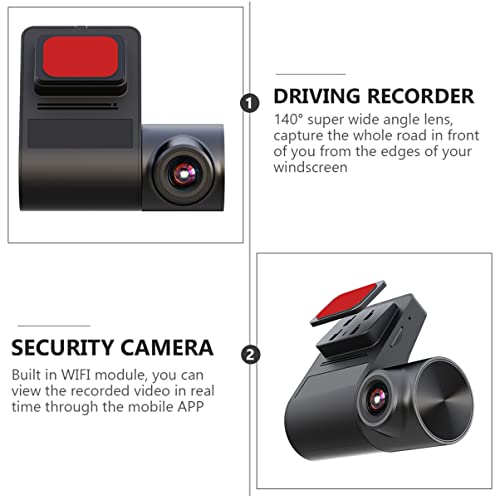 1
DRIVING RECORDER
140° super wide angle lens,
capture the whole road in front
of you from the edges of your
windscreen
SECURITY CAMERA
Built in WIFI module, you can
view the recorded video in real
time through the mobile APP
2